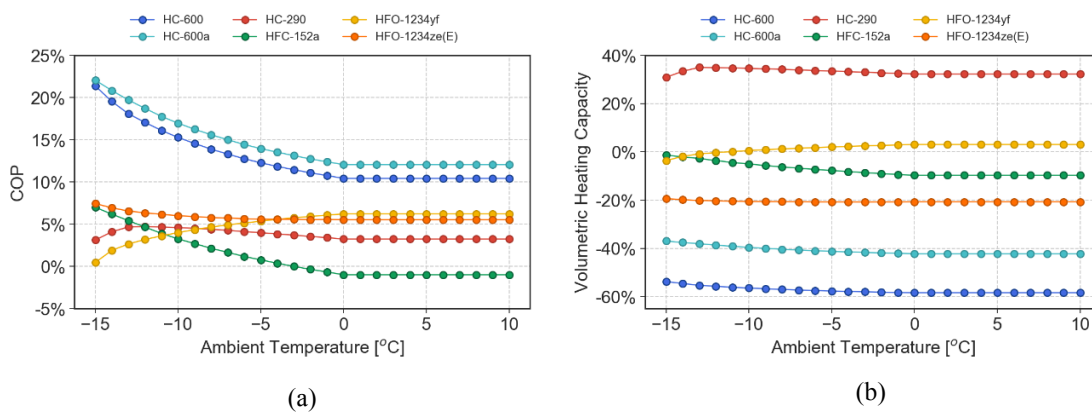 HC-600 HC-290 HFO-1234yf
HC-600a HFC-152a HFO-1234ze(E)
25%
20%
15%
10%
5%
0%
5%
COP
−15 −10 −5 0 5 10
Ambient Temperature [°C]
(a)
HC-600 HC-290 HFO-1234yf
HC-600a HFC-152a HFO-1234ze(E)
40%
20%
0%
−20%
−40%
−60%
Volumetric Heating Capacity
−15 −10 −5 0 5 10
Ambient Temperature [°C]
(b)